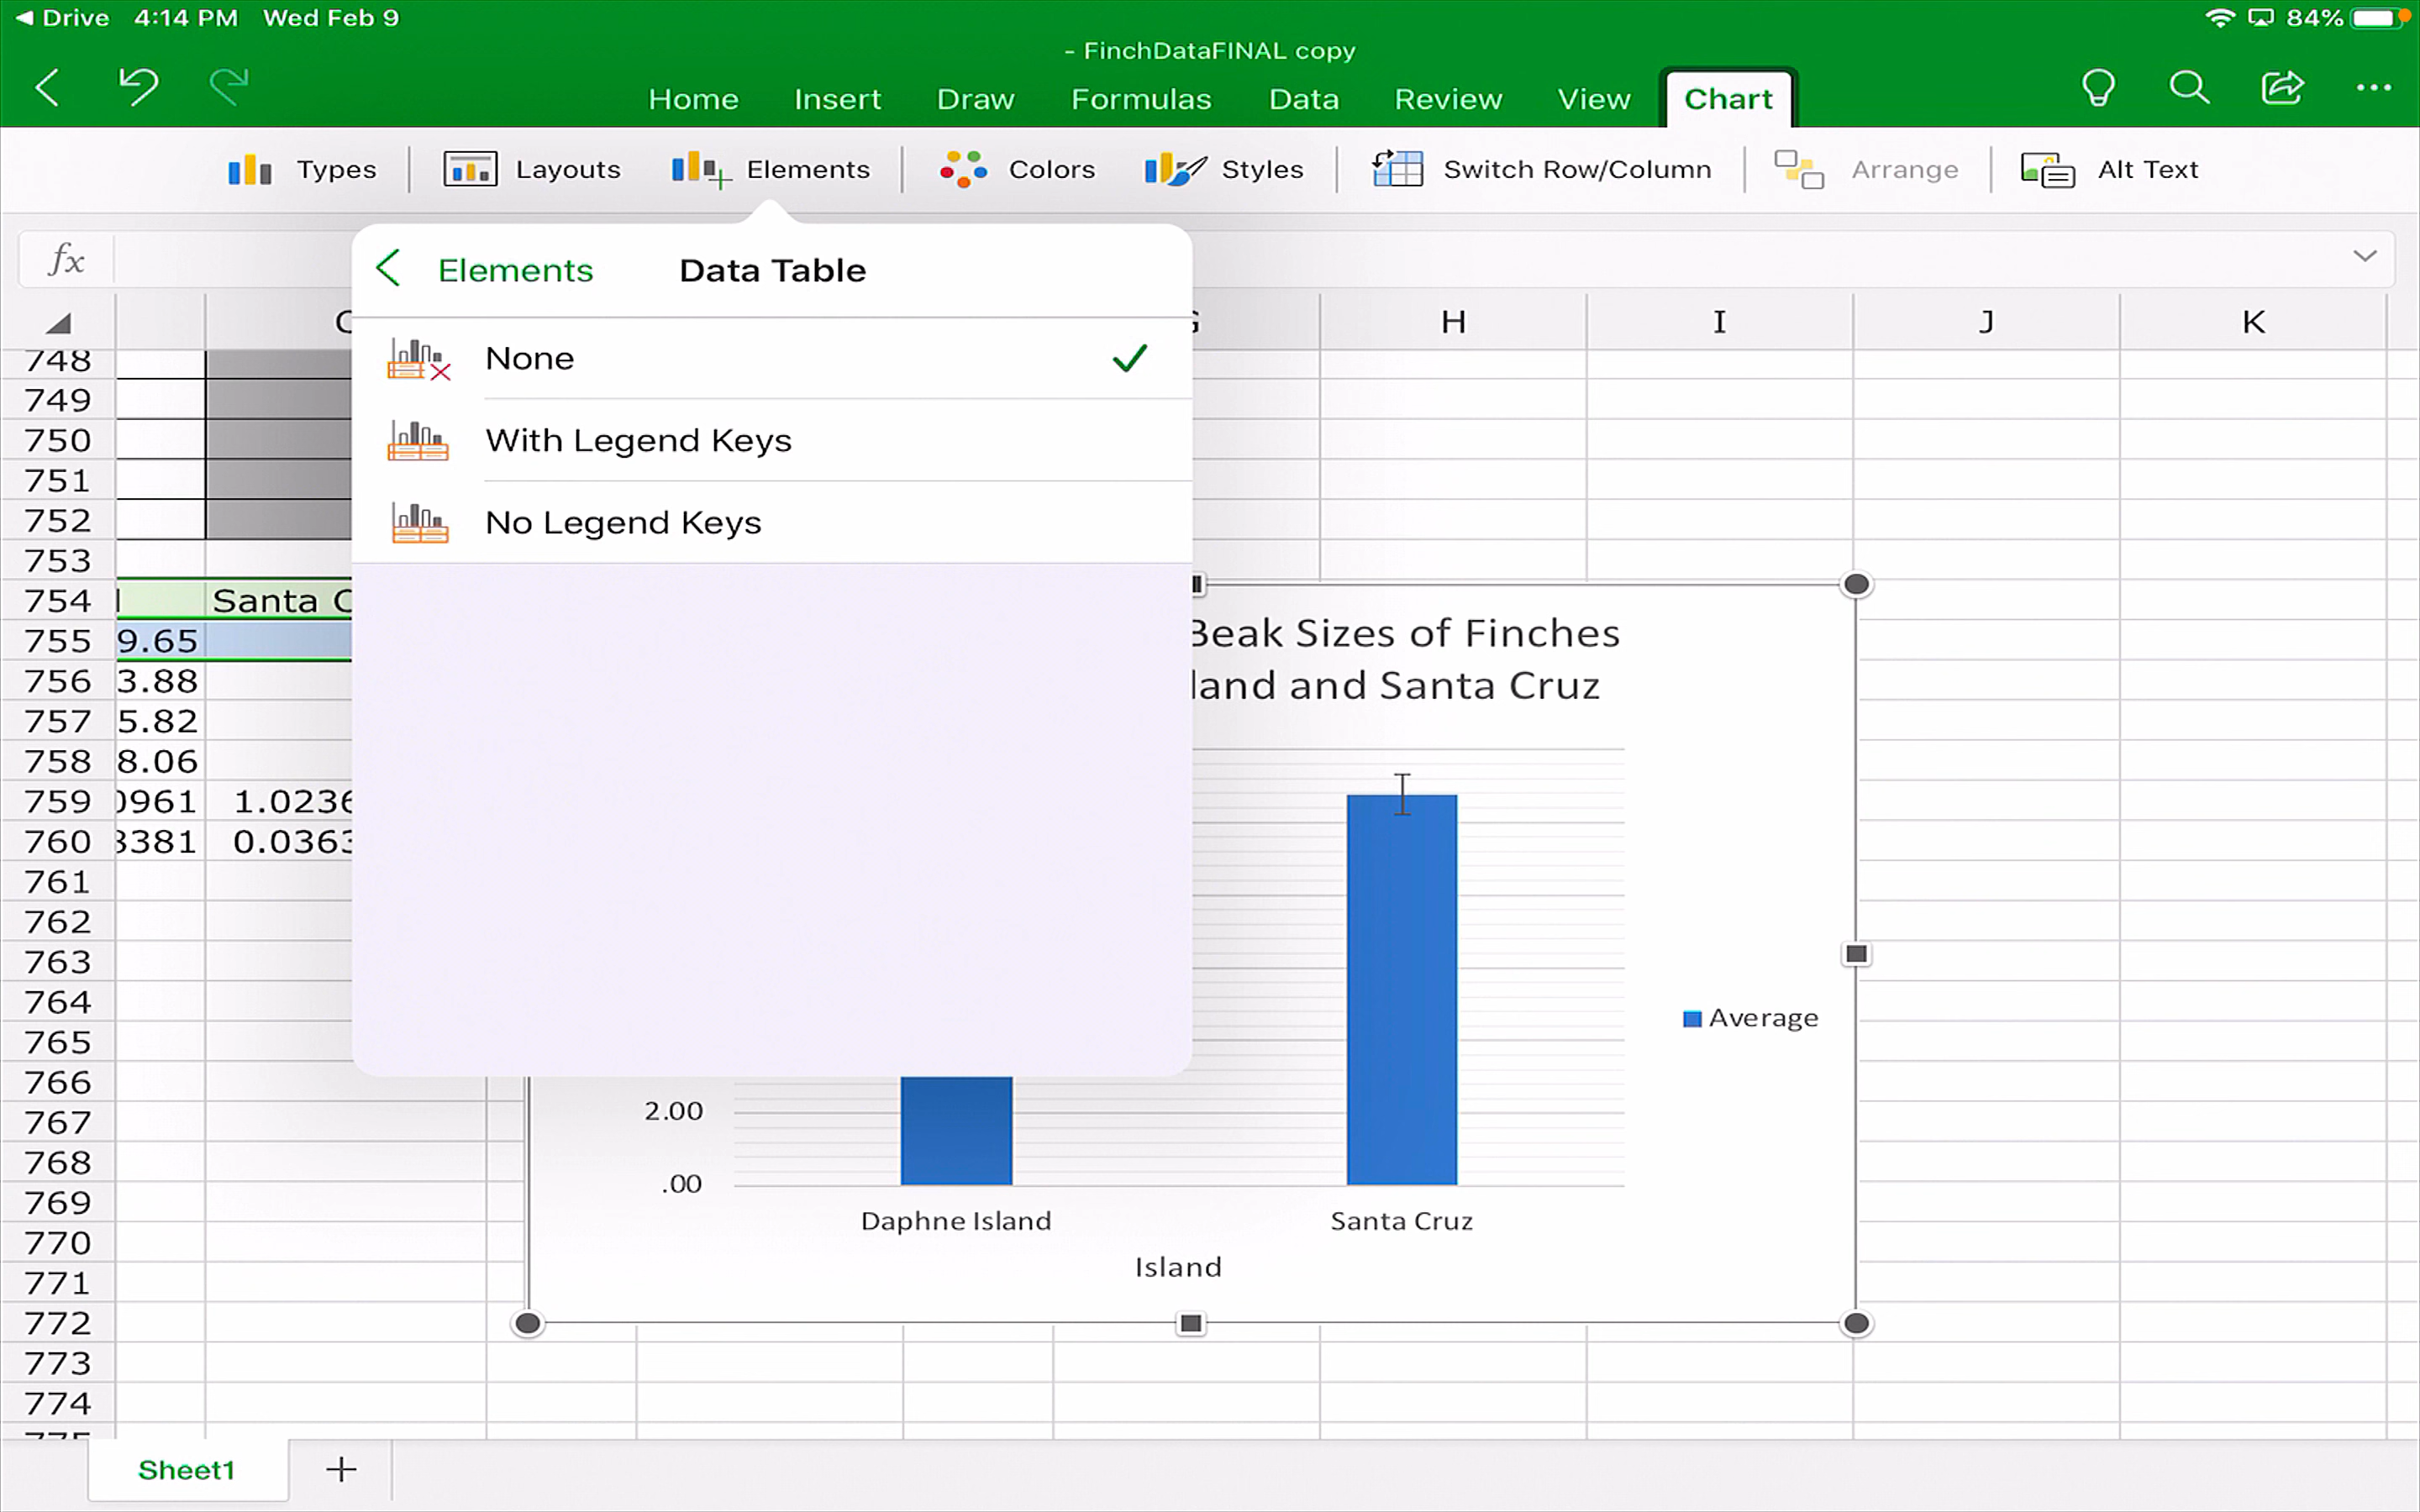 Drive 4:14 PM Wed Feb 9 84%
- FinchDataFINAL copy
Home Insert Draw Formulas Data Review View Chart
Types Layouts Elements Colors Styles Switch Row/Column Arrange Alt Text
fx
Elements Data Table
None
With Legend Keys
No Legend Keys
H I J K
748
749
750
751
752
753
754 Santa C
755 9.65
756 3.88
757 5.82
758 8.06
759 0961 1.0236
760 3381 0.0363
761
762
763
764
765
766
767
768
769
770
771
772
773
774
Beak Sizes of Finches
land and Santa Cruz
Average
2.00
.00
Daphne Island Santa Cruz
Island
Sheet1 +